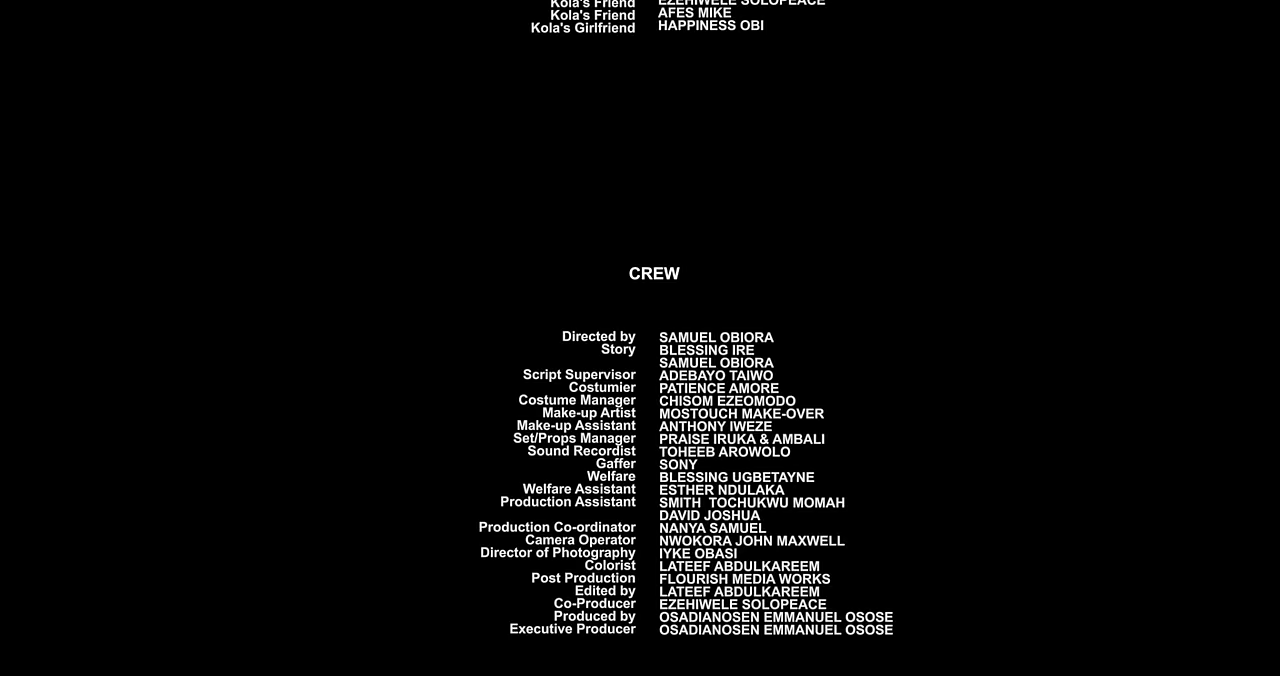 Kola's Friend EZEHIWELE SOLOPEACE
Kola's Friend AFES MIKE
Kola's Girlfriend HAPPINESS OBI
CREW
Directed by SAMUEL OBIORA
Story BLESSING IRE
SAMUEL OBIORA
Script Supervisor ADEBAYO TAIWO
Costumier PATIENCE AMORE
Costume Manager CHISOM EZEOMODO
Make-up Artist MOSTOUCH MAKE-OVER
Make-up Assistant ANTHONY IWEZE
Set/Props Manager PRAISE IRUKA & AMBALI
Sound Recordist TOHEEB AROWOLO
Gaffer SONY
Welfare BLESSING UGBETAYNE
Welfare Assistant ESTHER NDULAKA
Production Assistant SMITH TOCHUKWU MOMAH
DAVID JOSHUA
Production Co-ordinator NANYA SAMUEL
Camera Operator NWOKORA JOHN MAXWELL
Director of Photography IYKE OBASI
Colorist LATEEF ABDULKAREEM
Post Production FLOURISH MEDIA WORKS
Edited by LATEEF ABDULKAREEM
Co-Producer EZEHIWELE SOLOPEACE
Produced by OSADIANOSEN EMMANUEL OSOSE
Executive Producer OSADIANOSEN EMMANUEL OSOSE